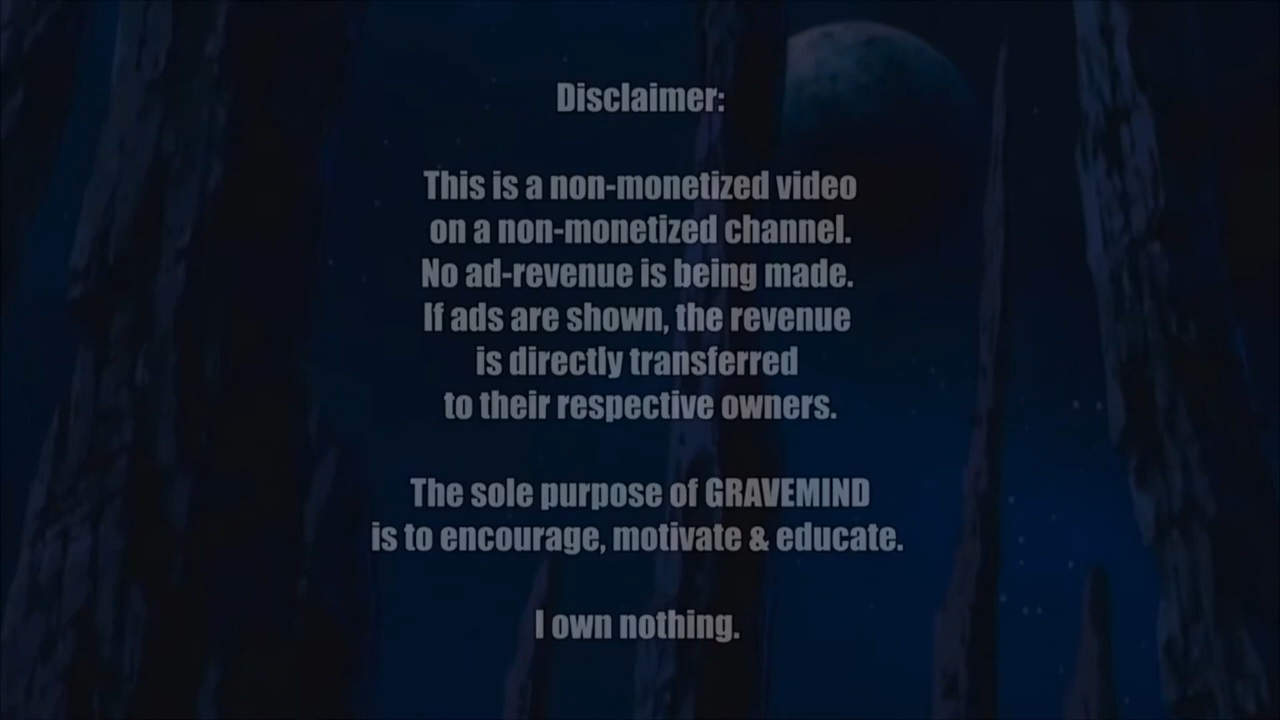 Disclaimer:
This is a non-monetized video
on a non-monetized channel.
No ad-revenue is being made.
If ads are shown, the revenue
is directly transferred
to their respective owners.
The sole purpose of GRAVEMIND
is to encourage, motivate & educate.
I own nothing.